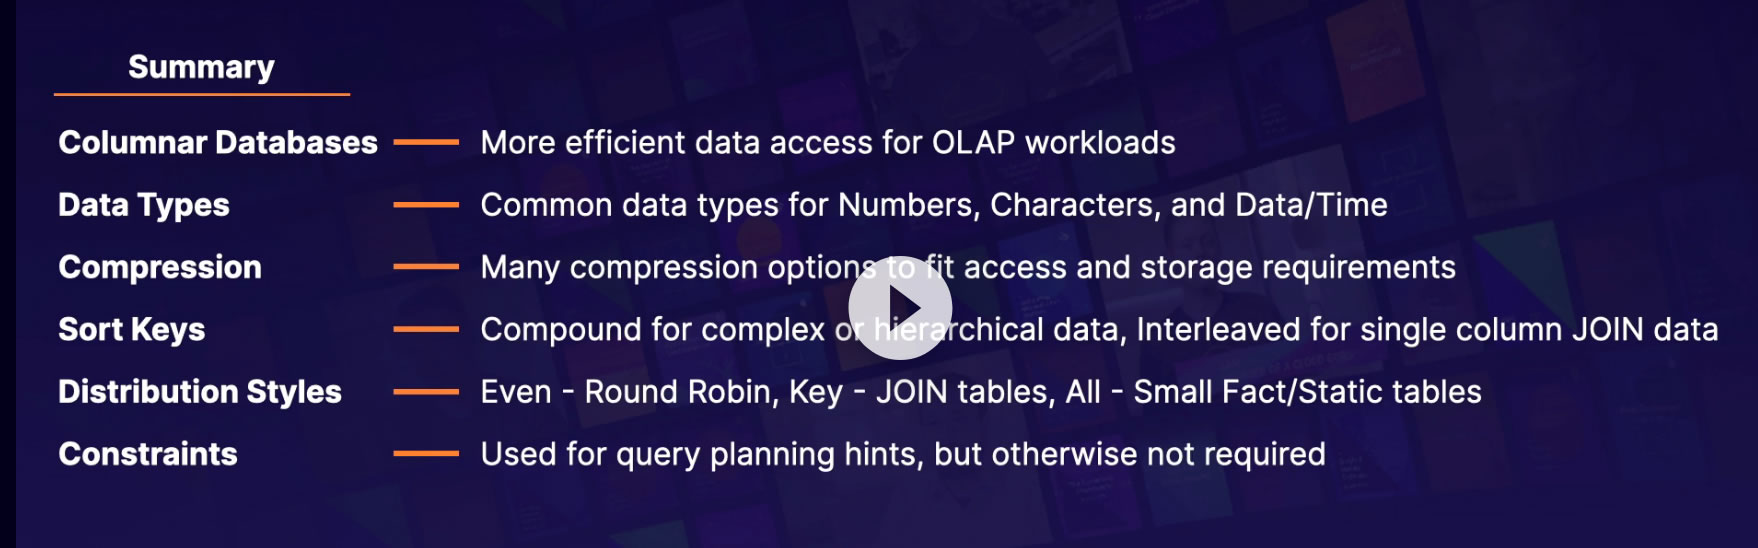 Summary
Columnar Databases — More efficient data access for OLAP workloads
Data Types — Common data types for Numbers, Characters, and Data/Time
Compression — Many compression options to fit access and storage requirements
Sort Keys — Compound for complex or hierarchical data, Interleaved for single column JOIN data
Distribution Styles — Even - Round Robin, Key - JOIN tables, All - Small Fact/Static tables
Constraints — Used for query planning hints, but otherwise not required